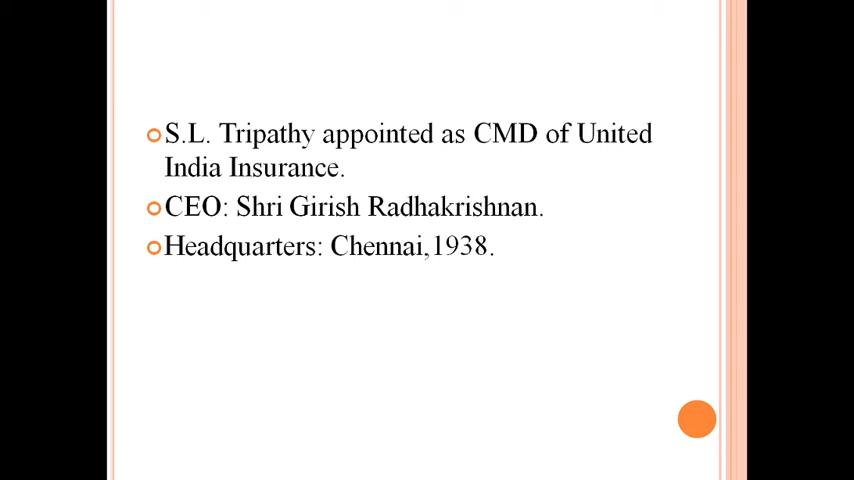 S.L. Tripathy appointed as CMD of United
India Insurance.
CEO: Shri Girish Radhakrishnan.
Headquarters: Chennai,1938.